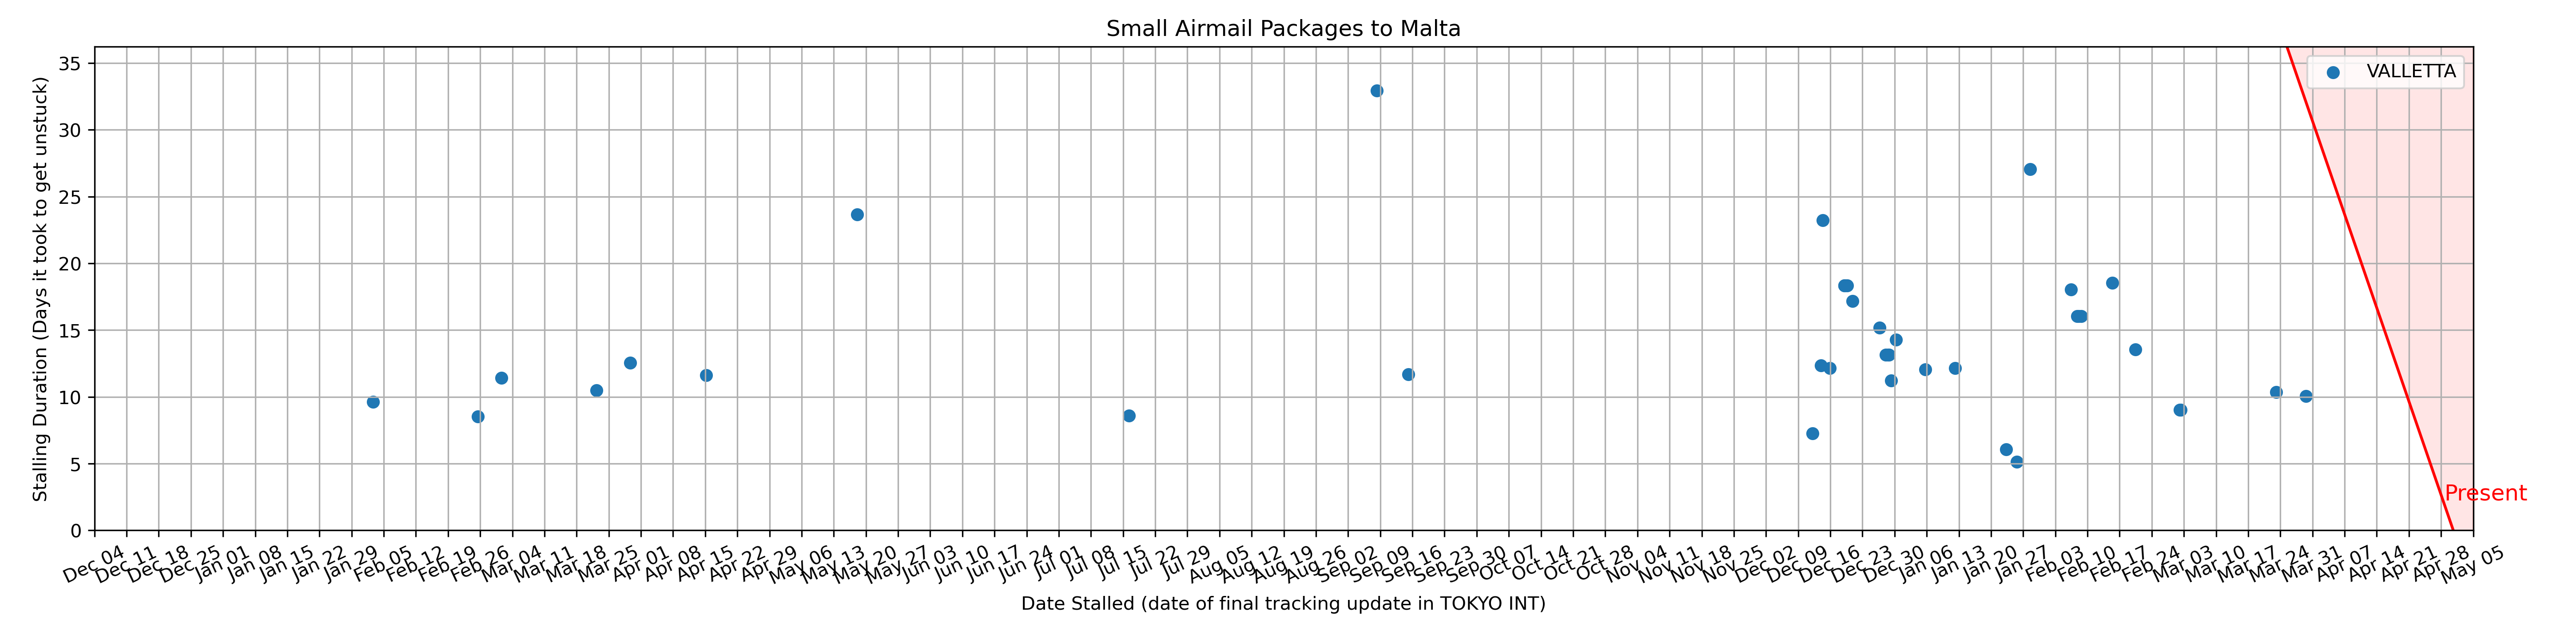 Small Airmail Packages to Malta
Stalling Duration (Days it took to get unstuck)
35
30
25
20
15
10
5
0
VALLETTA
Present
Dec 04
Dec 11
Dec 18
Dec 25
Jan 01
Jan 08
Jan 15
Jan 22
Jan 29
Feb 05
Feb 12
Feb 19
Feb 26
Mar 04
Mar 11
Mar 18
Mar 25
Apr 01
Apr 08
Apr 15
Apr 22
Apr 29
May 06
May 13
May 20
May 27
Jun 03
Jun 10
Jun 17
Jun 24
Jul 01
Jul 08
Jul 15
Jul 22
Jul 29
Aug 05
Aug 12
Aug 19
Aug 26
Sep 02
Sep 09
Sep 16
Sep 23
Sep 30
Oct 07
Oct 14
Oct 21
Oct 28
Nov 04
Nov 11
Nov 18
Nov 25
Dec 02
Dec 09
Dec 16
Dec 23
Dec 30
Jan 06
Jan 13
Jan 20
Jan 27
Feb 03
Feb 10
Feb 17
Feb 24
Mar 03
Mar 10
Mar 17
Mar 24
Mar 31
Apr 07
Apr 14
Apr 21
Apr 28
May 05
Date Stalled (date of final tracking update in TOKYO INT)